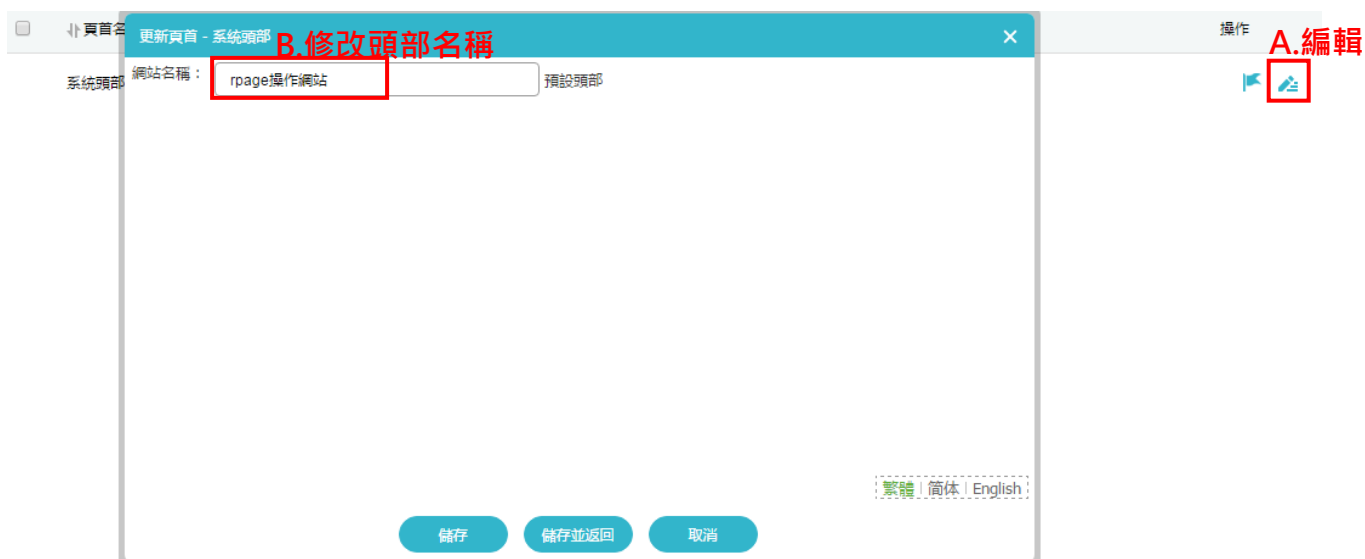 頁首名
操作
更新頁首 - 系統頭部
B.修改頭部名稱
A.編輯
系統頭部
網站名稱：
rpage操作網站
預設頭部
繁體 | 简体 | English
儲存
儲存並返回
取消